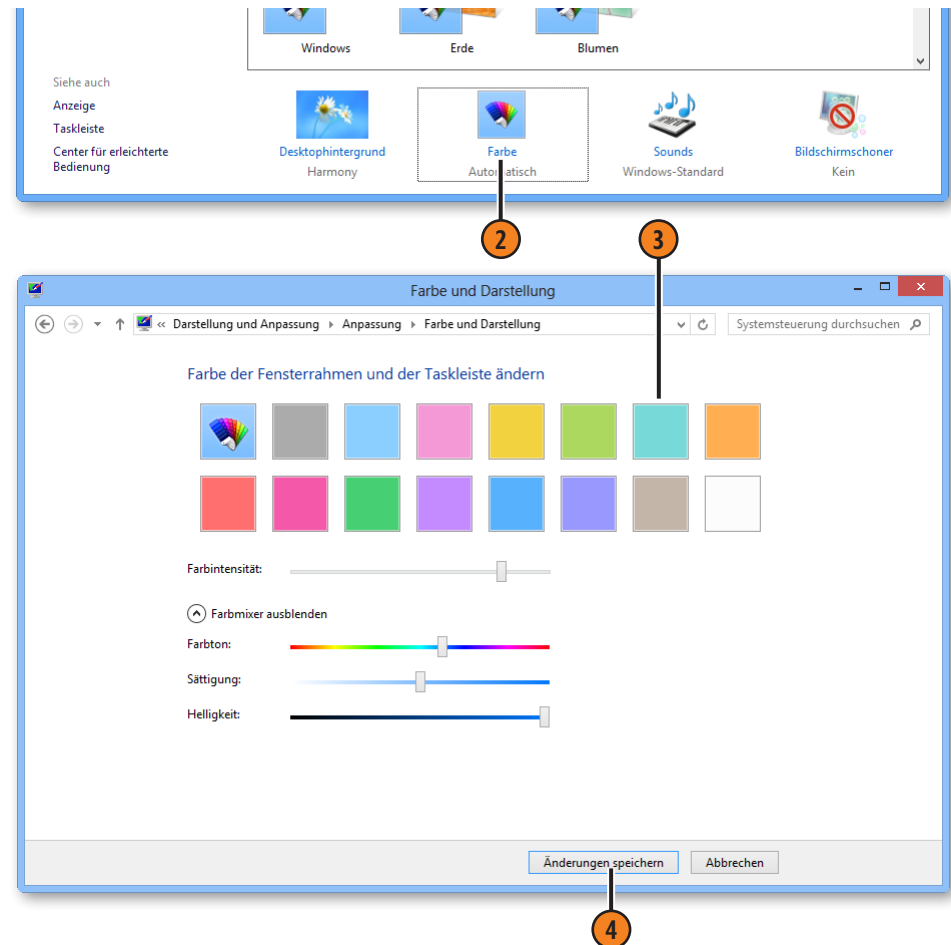 Windows
Erde
Blumen
Siehe auch
Anzeige
Taskleiste
Center für erleichterte
Bedienung
Desktophintergrund
Harmony
Farbe
Automatisch
Sounds
Windows-Standard
Bildschirmschoner
Kein
2
3
Farbe und Darstellung
« Darstellung und Anpassung Anpassung Farbe und Darstellung
Systemsteuerung durchsuchen
Farbe der Fensterrahmen und der Taskleiste ändern
Farbintensität:
Farbmixer ausblenden
Farbton:
Sättigung:
Helligkeit:
Änderungen speichern
Abbrechen
4